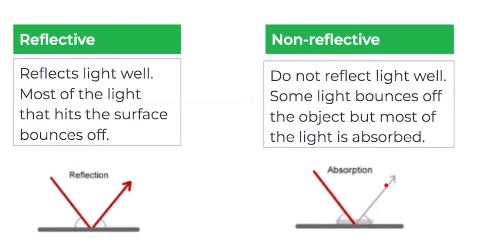 Reflective
Reflects light well.
Most of the light
that hits the surface
bounces off.
Reflection
Non-reflective
Do not reflect light well.
Some light bounces off
the object but most of
the light is absorbed.
Absorption